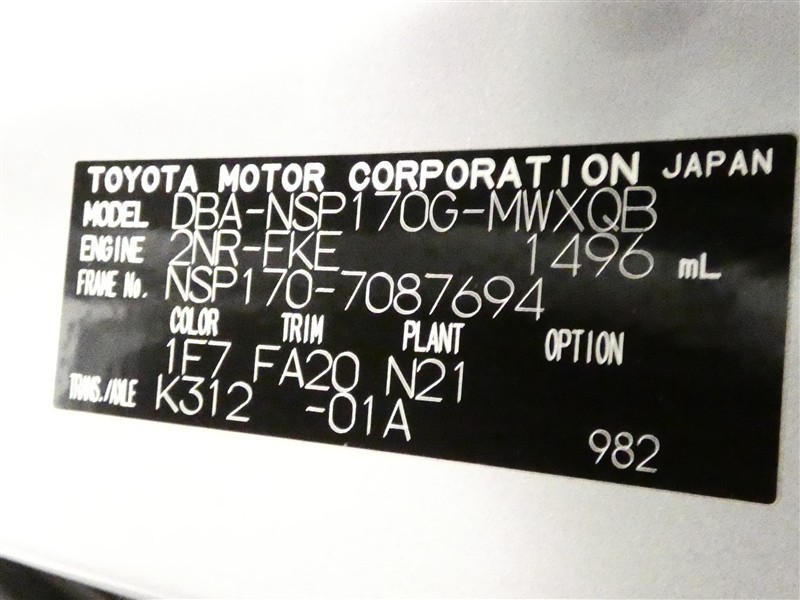 TOYOTA MOTOR CORPORATION JAPAN
MODEL DBA-NSP170G-MWXQB
ENGINE 2NR-FKE 1496 mL
FRAME No. NSP170-7087694
COLOR TRIM PLANT OPTION
1F7 FA20 N21
TRANS./AXLE K312 -01A
982